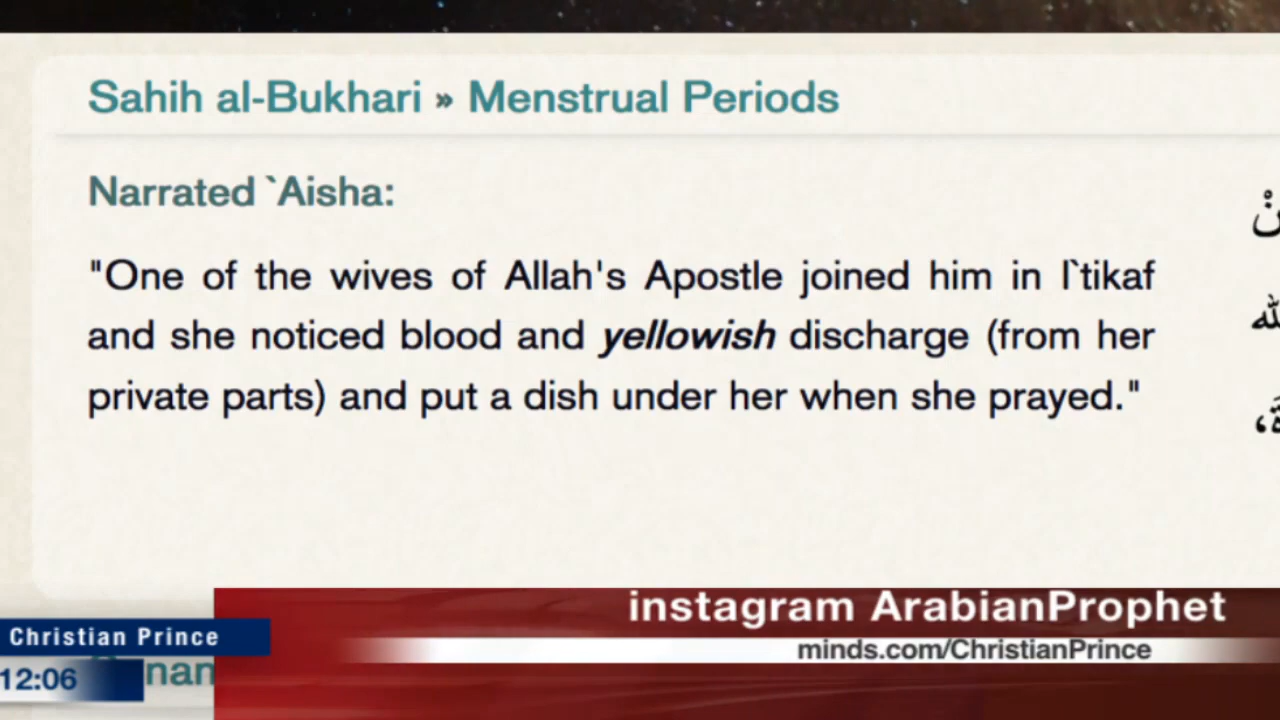 Sahih al-Bukhari » Menstrual Periods
Narrated `Aisha:
"One of the wives of Allah's Apostle joined him in I`tikaf
and she noticed blood and yellowish discharge (from her
private parts) and put a dish under her when she prayed."
instagram ArabianProphet
Christian Prince
minds.com/ChristianPrince
12:06